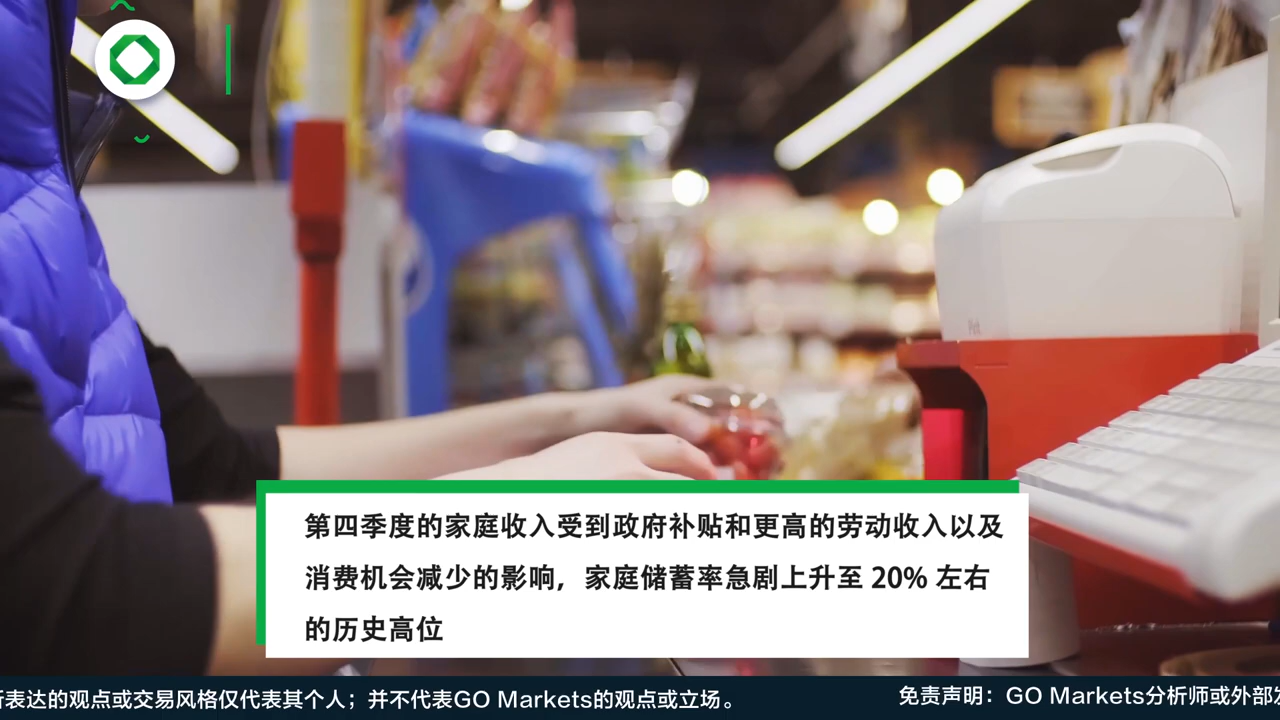 第四季度的家庭收入受到政府补贴和更高的劳动收入以及
消费机会减少的影响，家庭储蓄率急剧上升至 20% 左右
的历史高位
所表达的观点或交易风格仅代表其个人；并不代表GO Markets的观点或立场。
免责声明：GO Markets分析师或外部发